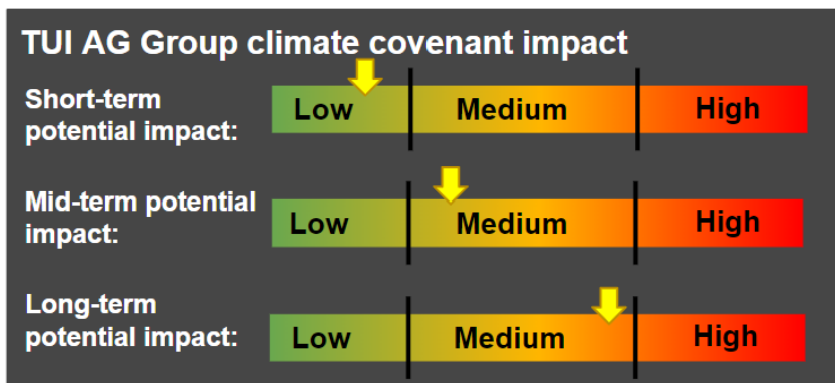 TUI AG Group climate covenant impact
Short-term
potential impact:
Low Medium High
Mid-term potential
impact:
Low Medium High
Long-term
potential impact:
Low Medium High